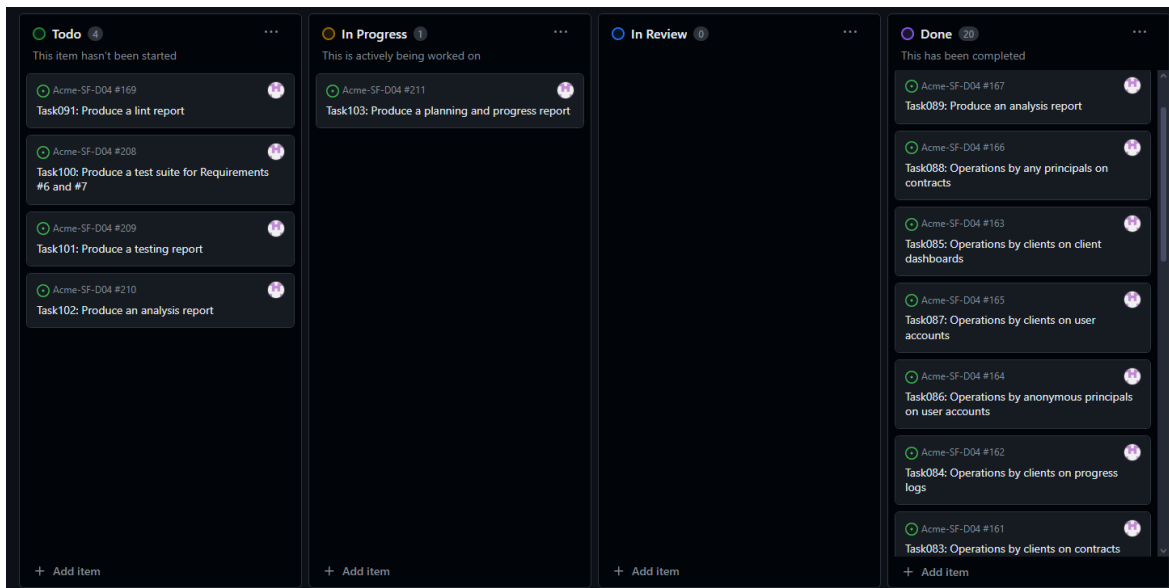 Todo 4
This item hasn't been started
Acme-SF-D04 #169
Task091: Produce a lint report
Acme-SF-D04 #208
Task100: Produce a test suite for Requirements
#6 and #7
Acme-SF-D04 #209
Task101: Produce a testing report
Acme-SF-D04 #210
Task102: Produce an analysis report
+ Add item
In Progress 1
This is actively being worked on
Acme-SF-D04 #211
Task103: Produce a planning and progress report
+ Add item
In Review 0
+ Add item
Done 20
This has been completed
Acme-SF-D04 #167
Task089: Produce an analysis report
Acme-SF-D04 #166
Task088: Operations by any principals on
contracts
Acme-SF-D04 #163
Task085: Operations by clients on client
dashboards
Acme-SF-D04 #165
Task087: Operations by clients on user
accounts
Acme-SF-D04 #164
Task086: Operations by anonymous principals
on user accounts
Acme-SF-D04 #162
Task084: Operations by clients on progress
logs
Acme-SF-D04 #161
Task083: Operations by clients on contracts
+ Add item